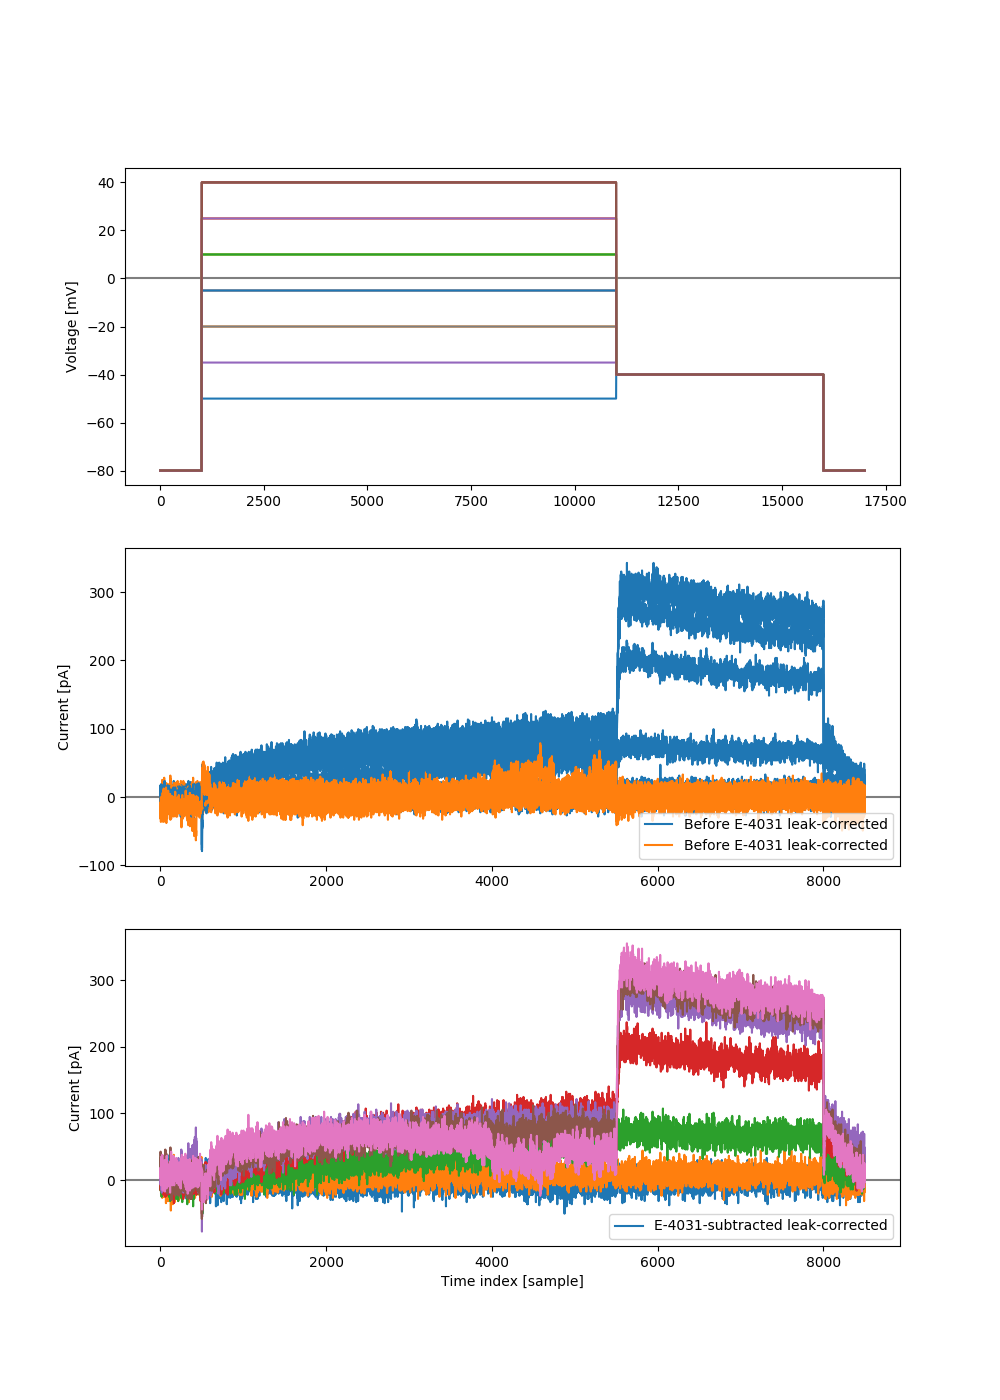 40
20
0
−20
−40
−60
−80
Voltage [mV]
0 2500 5000 7500 10000 12500 15000 17500
300
200
100
0
−100
Current [pA]
Before E-4031 leak-corrected
Before E-4031 leak-corrected
0 2000 4000 6000 8000
300
200
100
0
Current [pA]
E-4031-subtracted leak-corrected
0 2000 4000 6000 8000
Time index [sample]